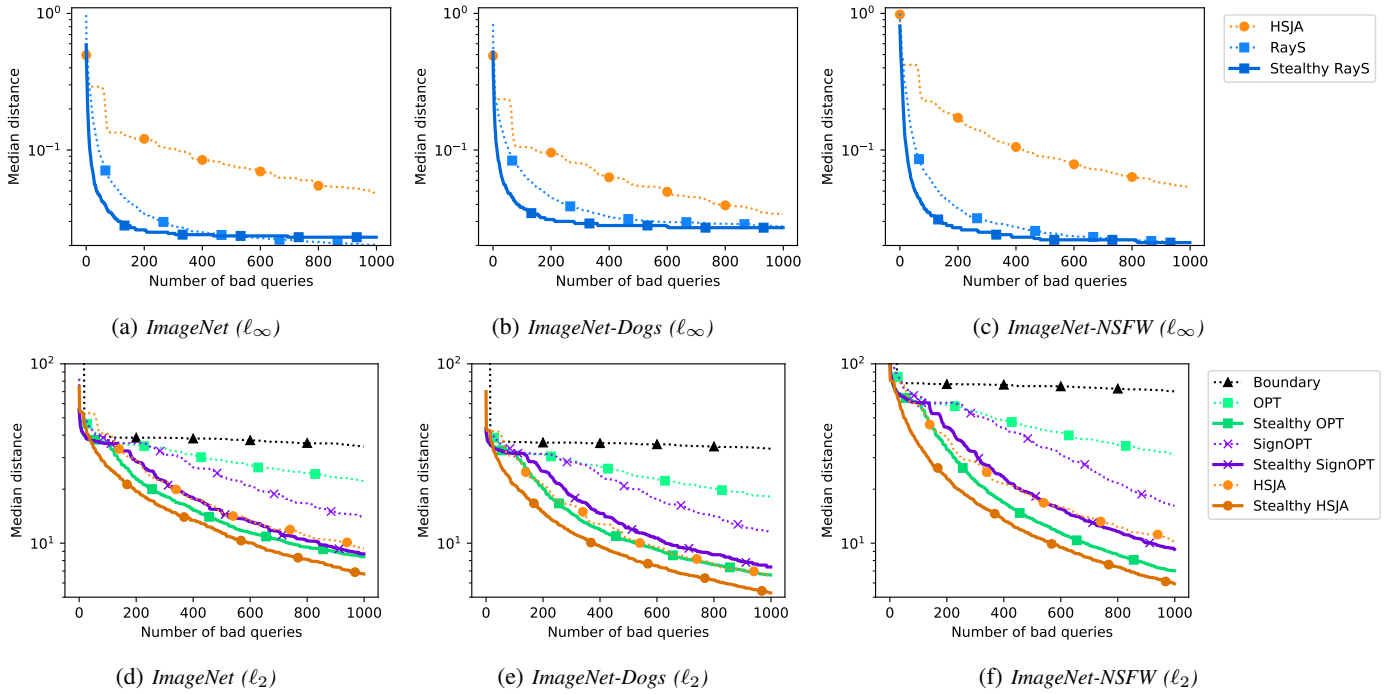 10⁰
10⁻¹
Median distance
0 200 400 600 800 1000
Number of bad queries
(a) ImageNet (ℓ∞)
10⁰
10⁻¹
Median distance
0 200 400 600 800 1000
Number of bad queries
(b) ImageNet-Dogs (ℓ∞)
10⁰
10⁻¹
Median distance
0 200 400 600 800 1000
Number of bad queries
(c) ImageNet-NSFW (ℓ∞)
HSJA
RayS
Stealthy RayS
10²
10¹
Median distance
0 200 400 600 800 1000
Number of bad queries
(d) ImageNet (ℓ₂)
10²
10¹
Median distance
0 200 400 600 800 1000
Number of bad queries
(e) ImageNet-Dogs (ℓ₂)
10²
10¹
Median distance
0 200 400 600 800 1000
Number of bad queries
(f) ImageNet-NSFW (ℓ₂)
Boundary
OPT
Stealthy OPT
SignOPT
Stealthy SignOPT
HSJA
Stealthy HSJA